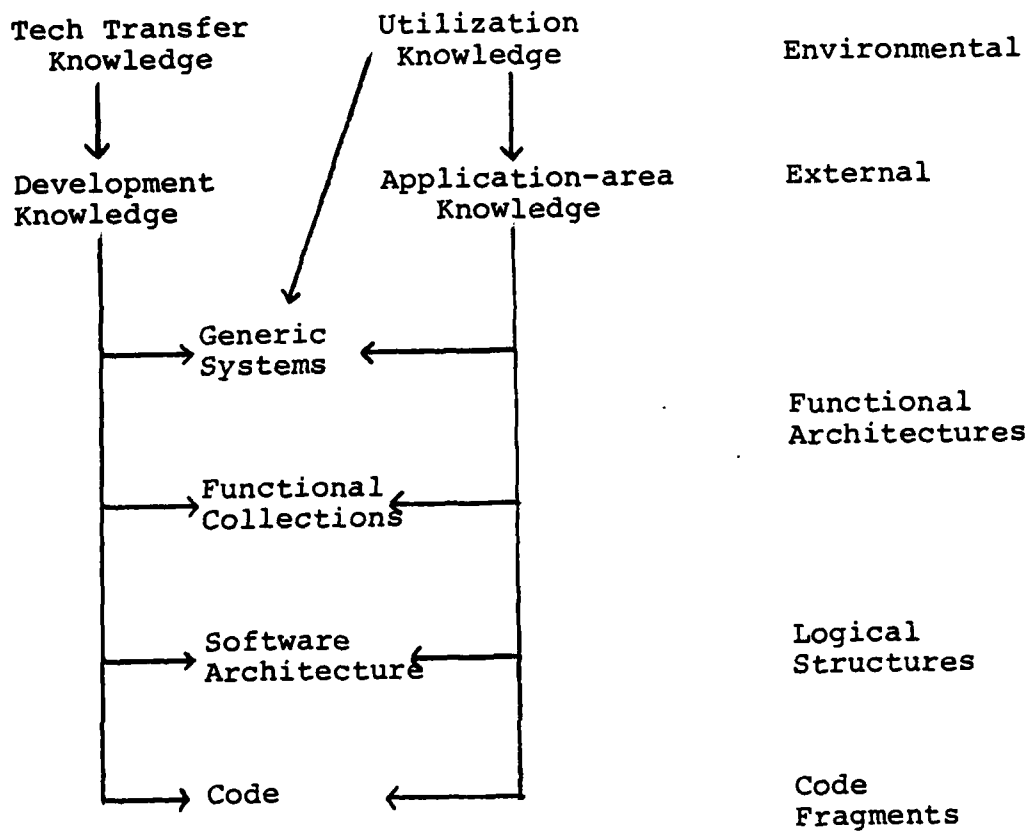 Tech Transfer
Knowledge
Utilization
Knowledge
Environmental
Development
Knowledge
Application-area
Knowledge
External
Generic
Systems
Functional
Architectures
Functional
Collections
Software
Architecture
Logical
Structures
Code
Code
Fragments